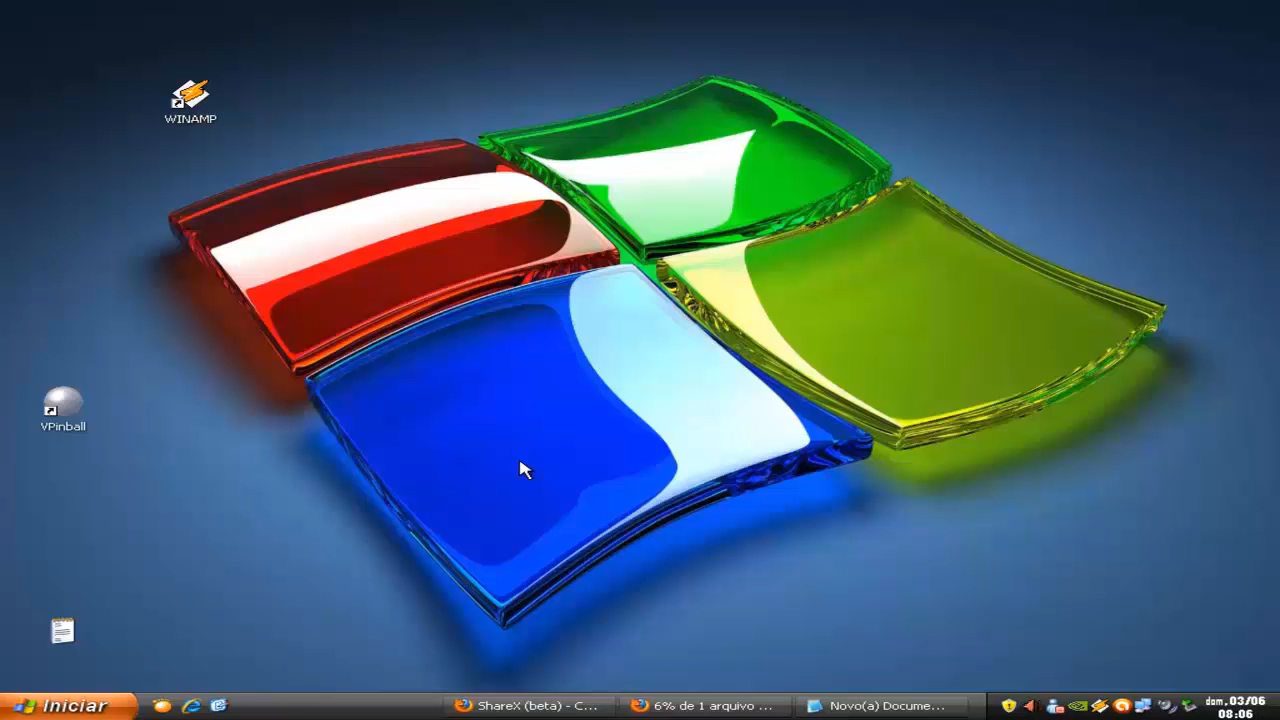 WINAMP
VPinball
Iniciar
ShareX (beta) - C...
6% de 1 arquivo ...
Novo(a) Docume...
dom,03/06
08:06